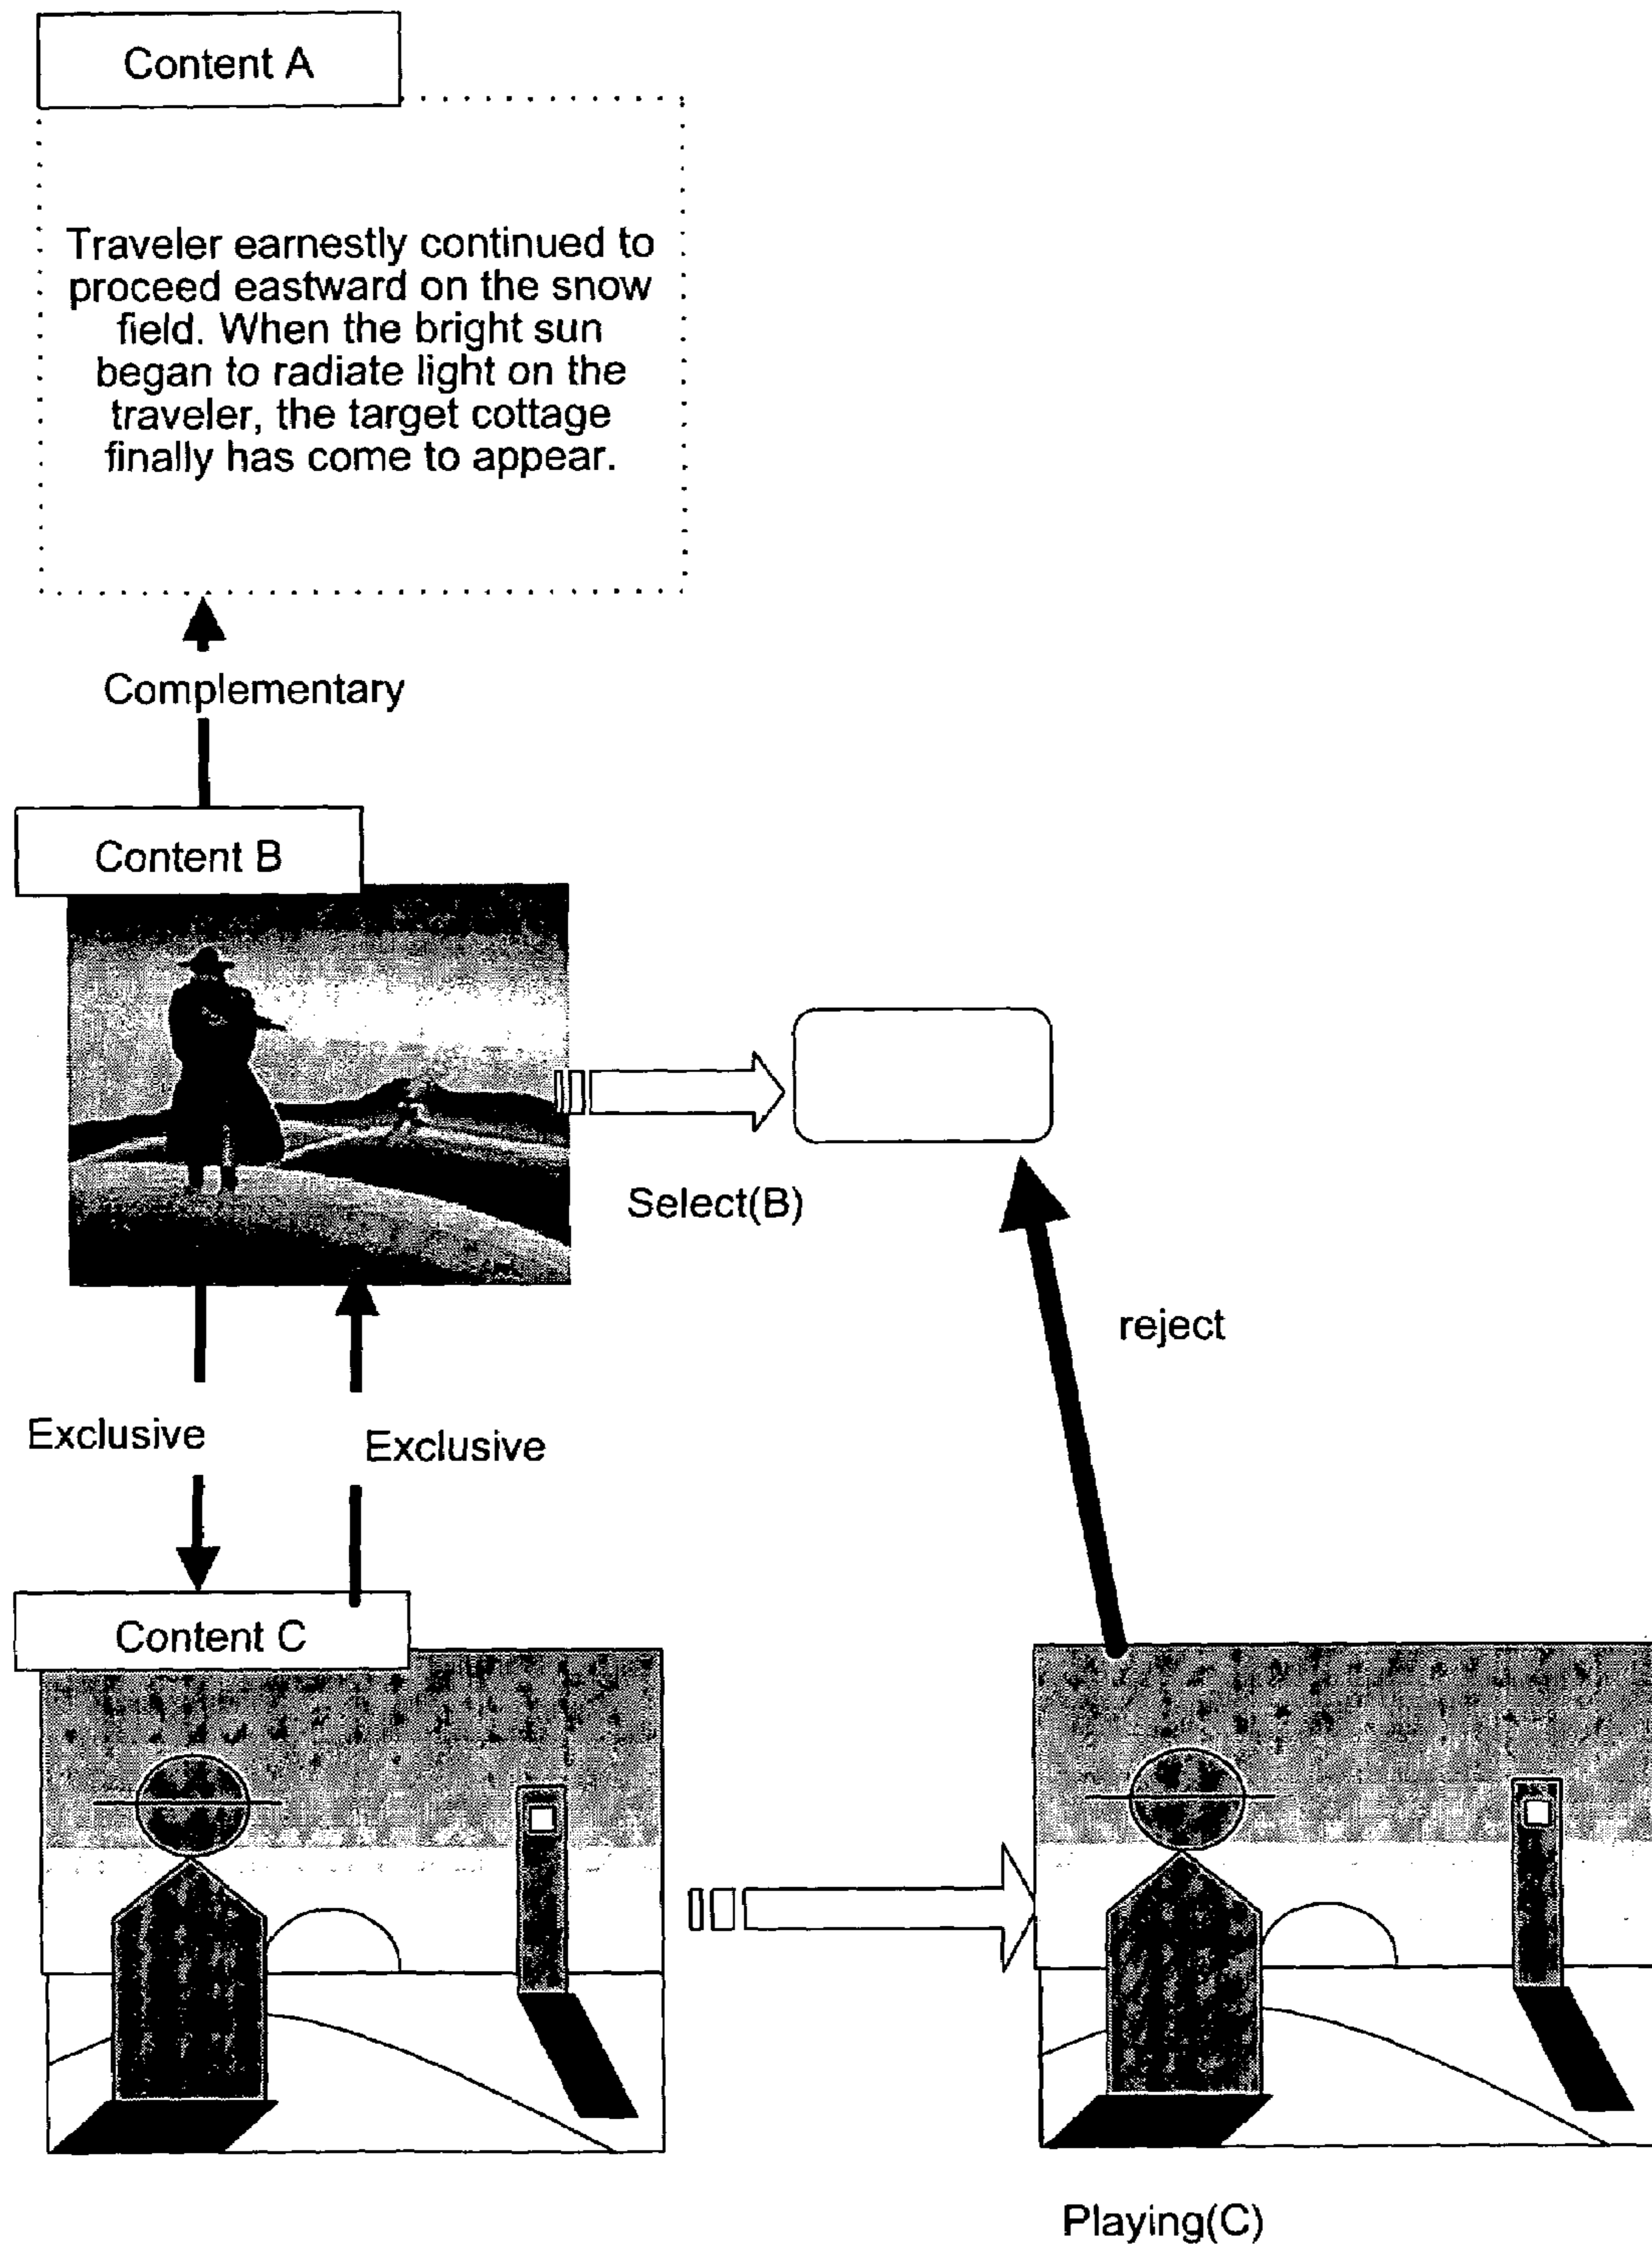 Content A
Traveler earnestly continued to
proceed eastward on the snow
field. When the bright sun
began to radiate light on the
traveler, the target cottage
finally has come to appear.
Complementary
Content B
Select(B)
reject
Exclusive
Exclusive
Content C
Playing(C)